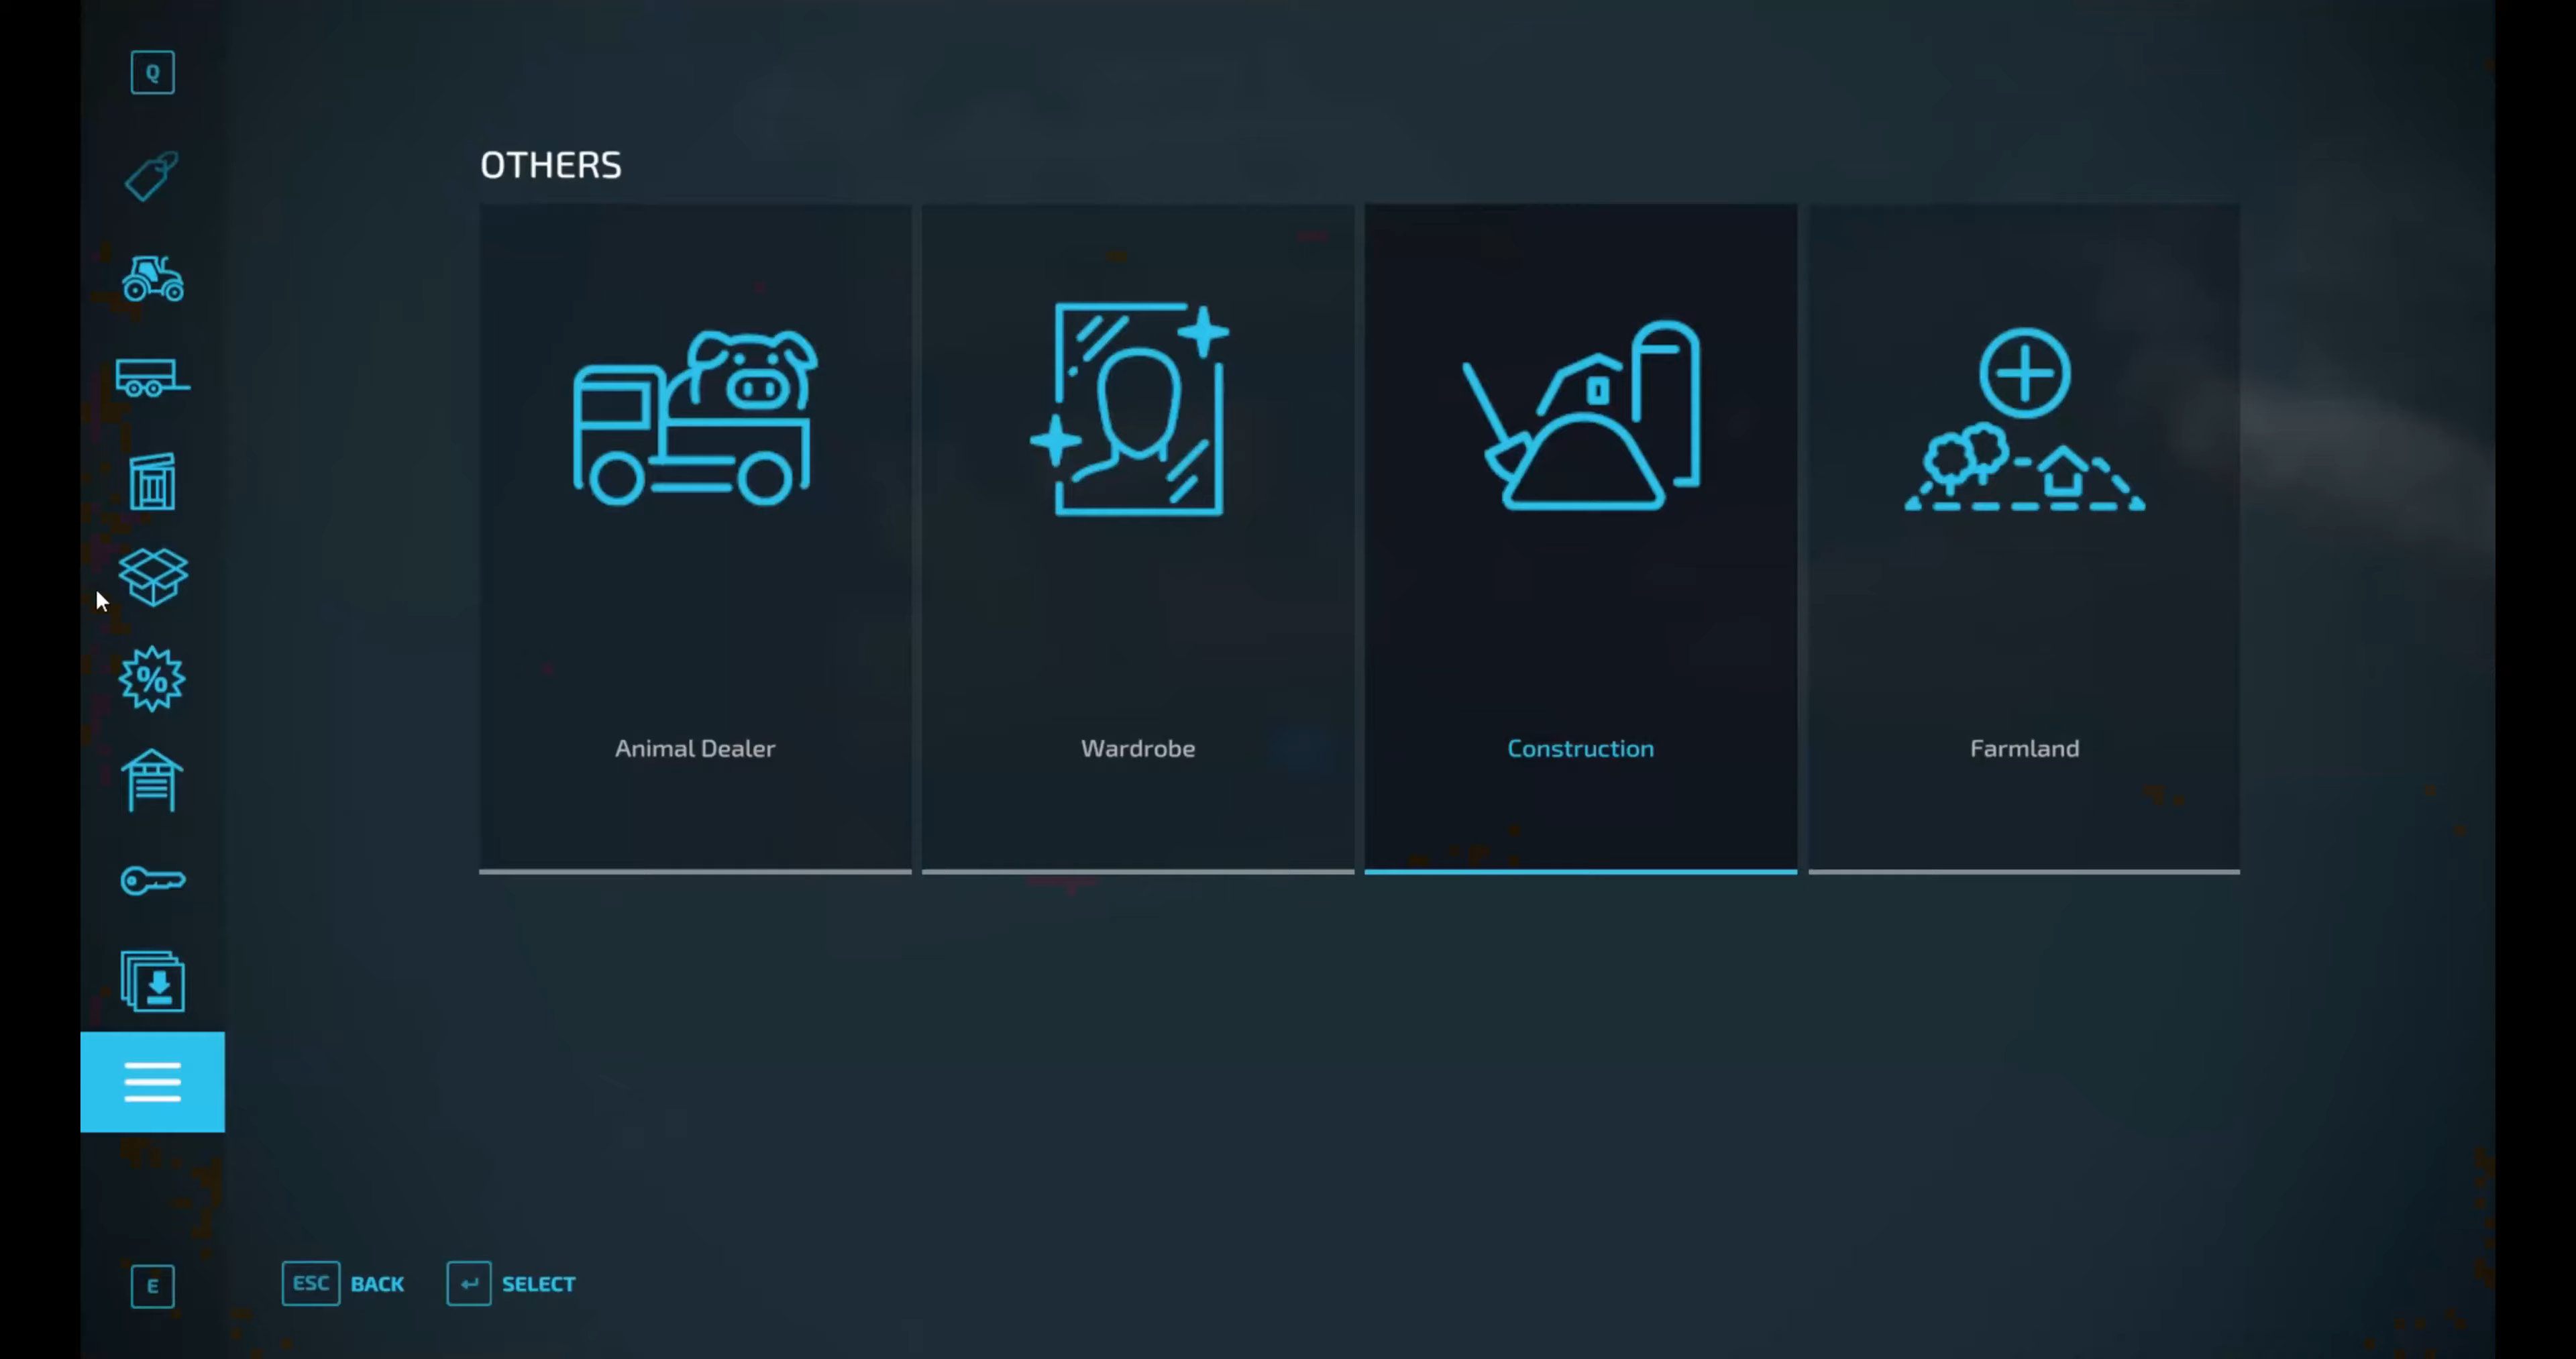 Q
OTHERS
%
Animal Dealer
Wardrobe
Construction
Farmland
E
ESC BACK
SELECT